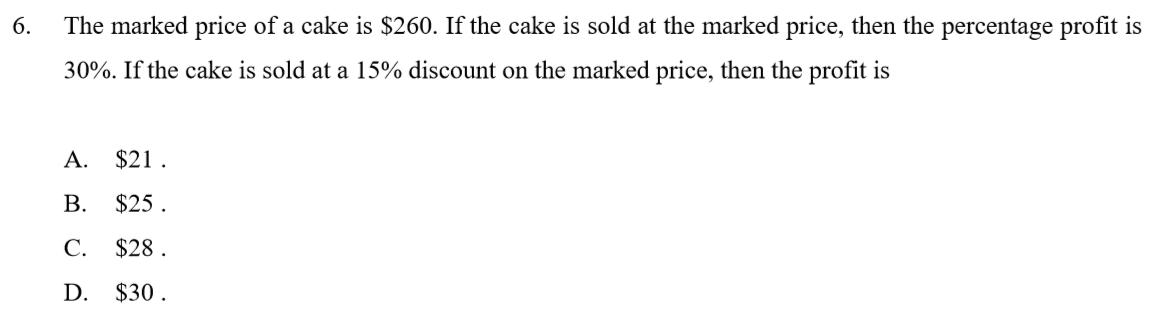 6. The marked price of a cake is $260. If the cake is sold at the marked price, then the percentage profit is
30%. If the cake is sold at a 15% discount on the marked price, then the profit is
A. $21 .
B. $25 .
C. $28 .
D. $30 .